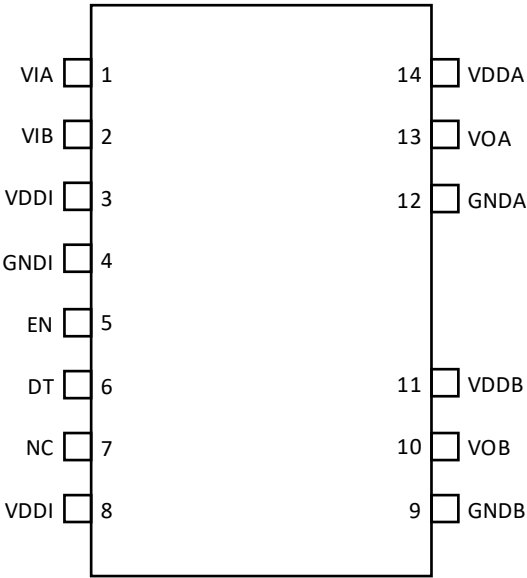 VIA 1 14 VDDA
VIB 2 13 VOA
VDDI 3 12 GNDA
GNDI 4
EN 5
DT 6 11 VDDB
NC 7 10 VOB
VDDI 8 9 GNDB